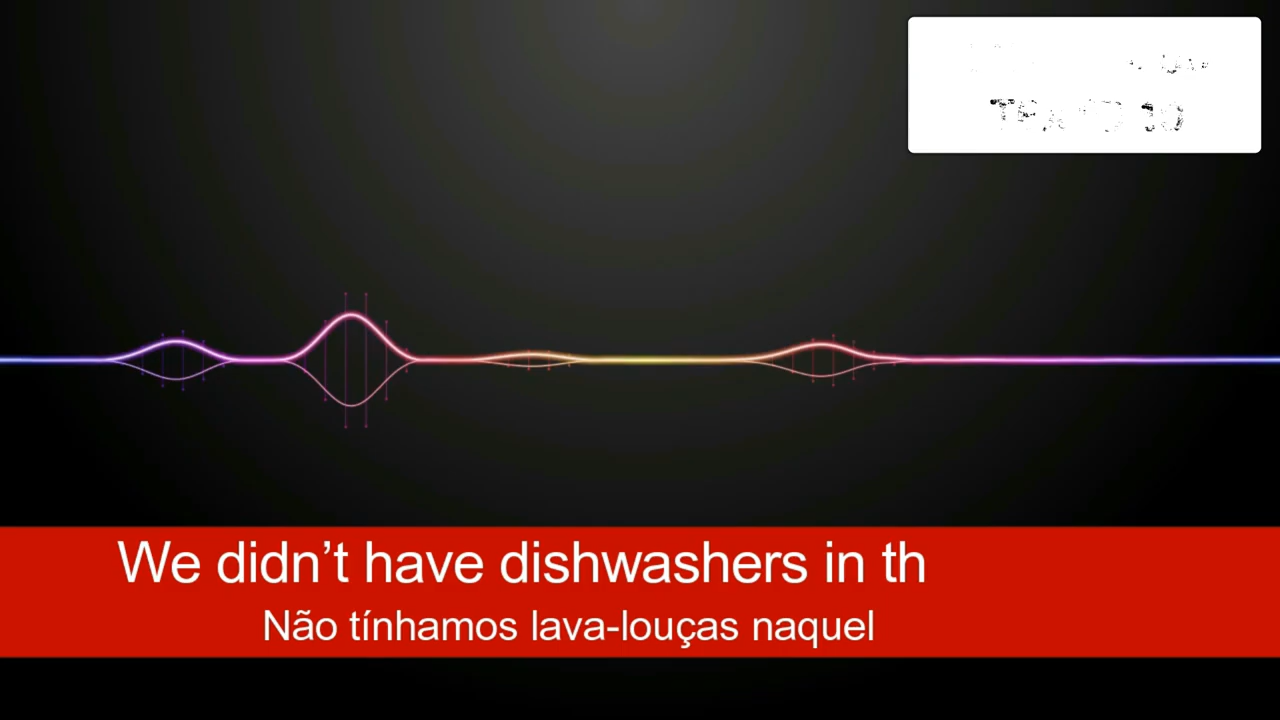 We didn’t have dishwashers in th
Não tínhamos lava-louças naquel